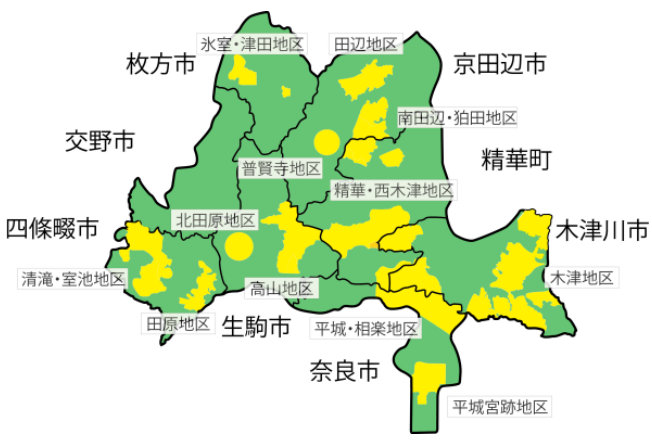 氷室・津田地区
田辺地区
枚方市
京田辺市
南田辺・狛田地区
交野市
精華町
普賢寺地区
精華・西木津地区
北田原地区
四條畷市
木津川市
清滝・室池地区
木津地区
高山地区
田原地区
生駒市
平城・相楽地区
奈良市
平城宮跡地区